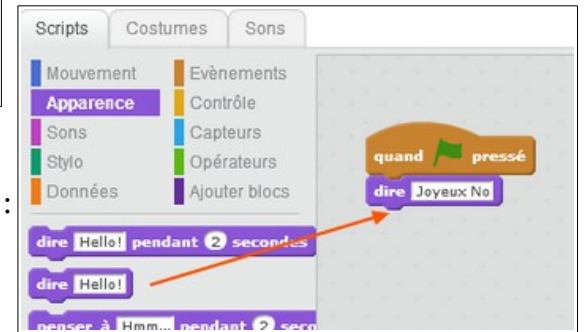 Scripts Costumes Sons
Mouvement Evènements
Apparence Contrôle
Sons Capteurs
Stylo Opérateurs
Données Ajouter blocs
:
quand pressé
dire Joyeux No
dire Hello! pendant 2 secondes
dire Hello!
penser à Hmm... pendant 2 seco